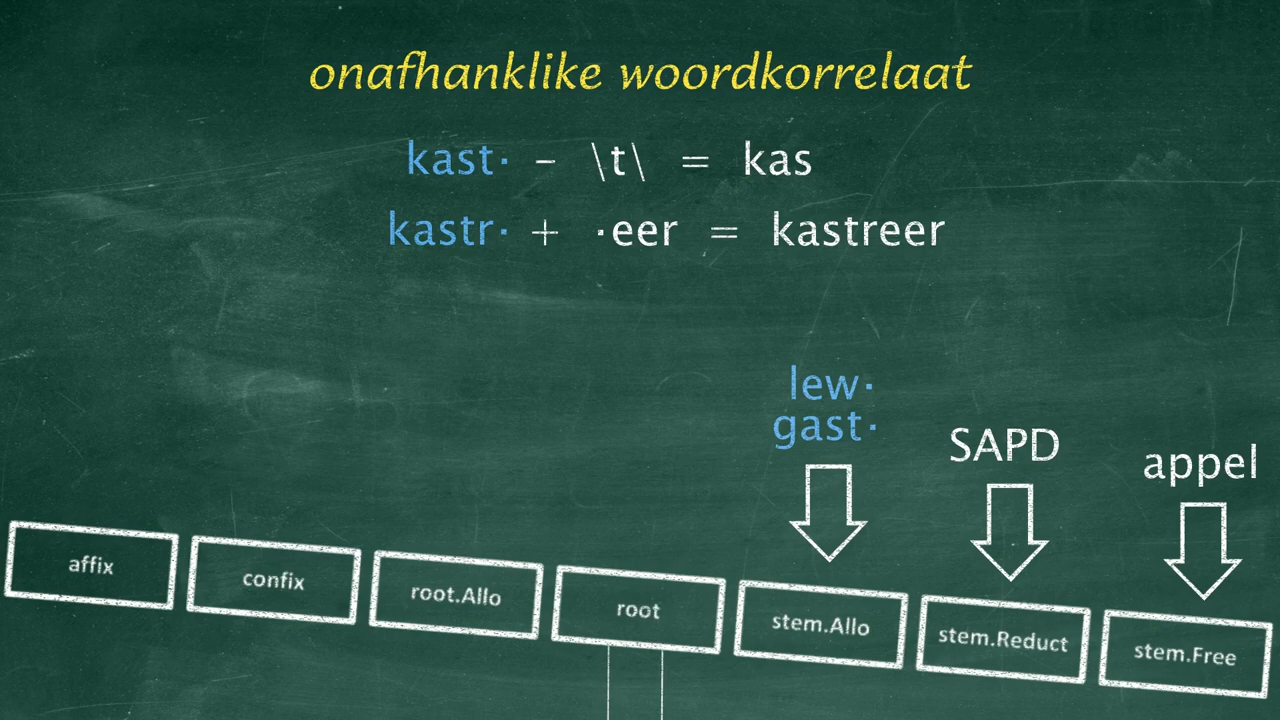 onafhanklike woordkorrelaat
kast· – \t\ = kas
kastr· + ·eer = kastreer
lew·
gast·
SAPD
appel
affix
confix
root.Allo
root
stem.Allo
stem.Reduct
stem.Free